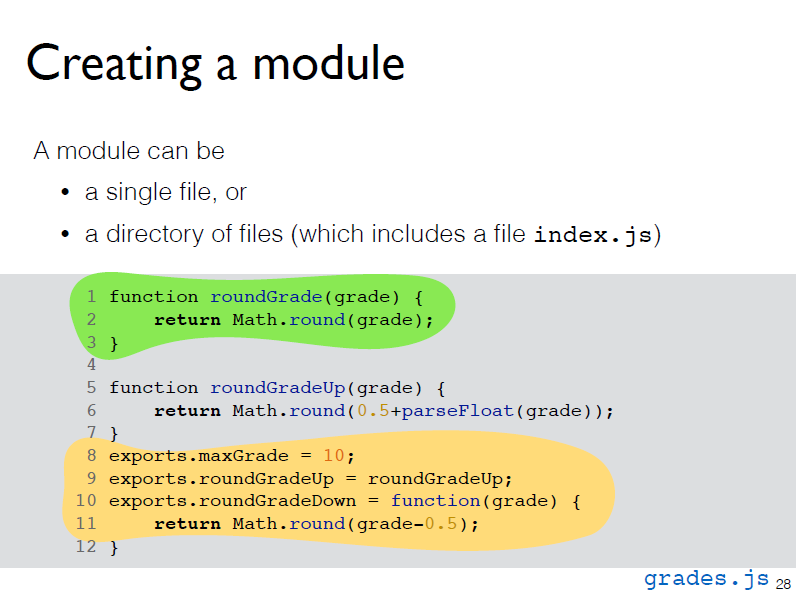 Creating a module
A module can be
• a single file, or
• a directory of files (which includes a file index.js)
1 function roundGrade(grade) {
2     return Math.round(grade);
3 }
4
5 function roundGradeUp(grade) {
6     return Math.round(0.5+parseFloat(grade));
7 }
8 exports.maxGrade = 10;
9 exports.roundGradeUp = roundGradeUp;
10 exports.roundGradeDown = function(grade) {
11     return Math.round(grade-0.5);
12 }
grades.js 28